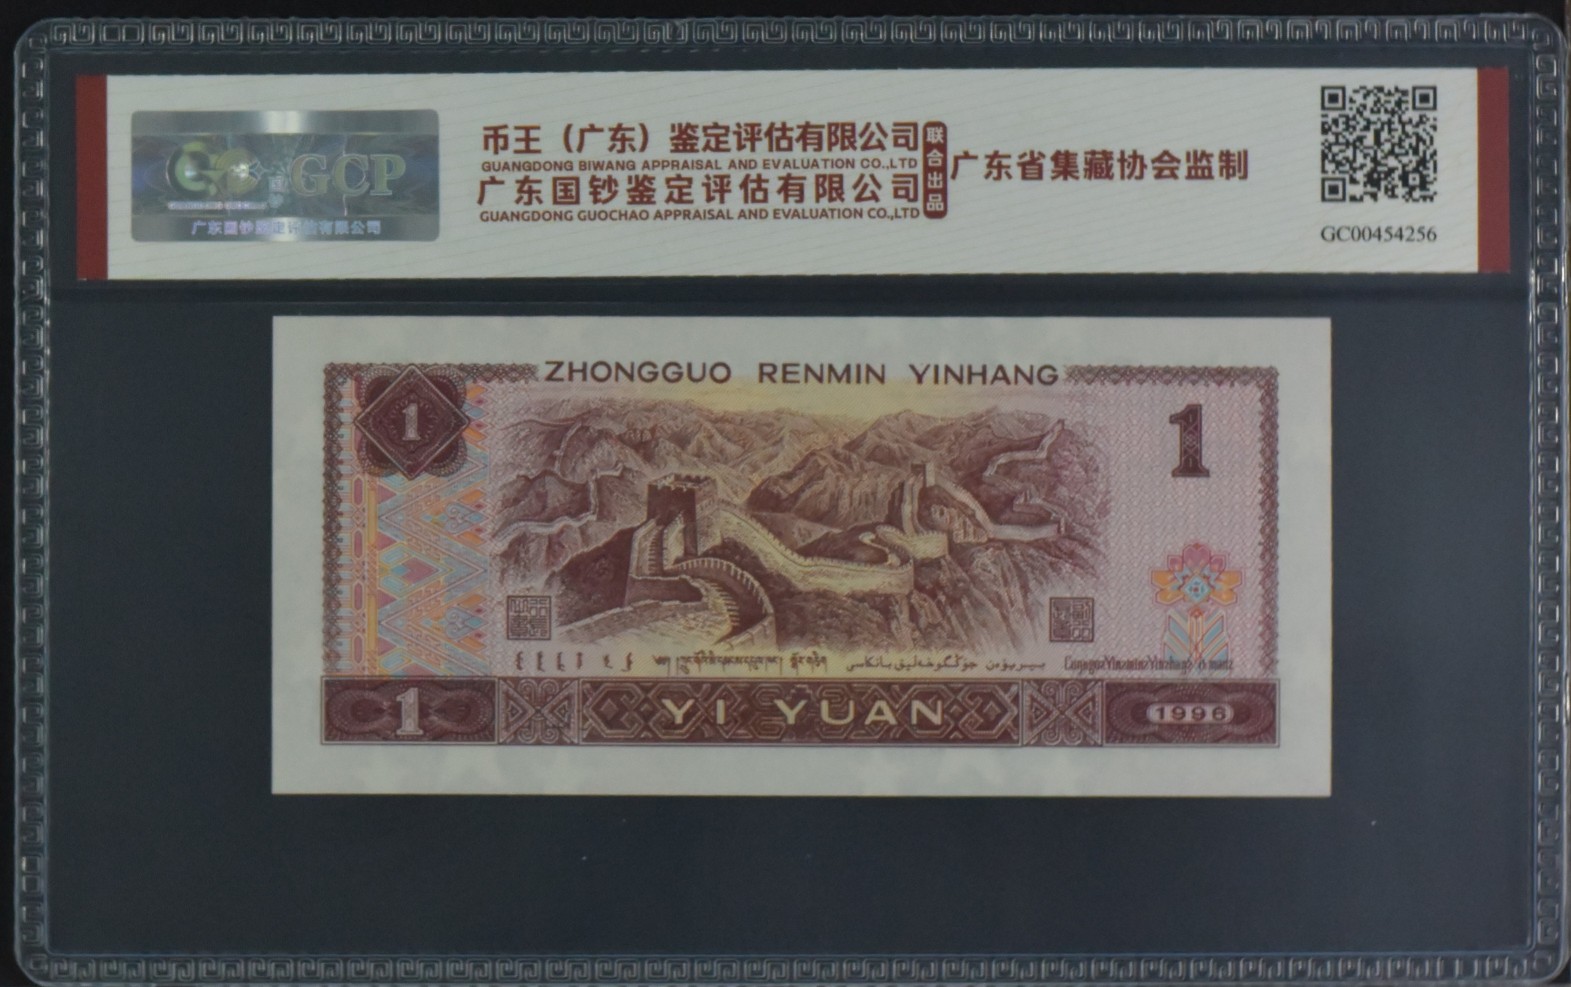 GCP
广东国钞鉴定评估有限公司
币王（广东）鉴定评估有限公司
GUANGDONG BIWANG APPRAISAL AND EVALUATION CO.,LTD
广东国钞鉴定评估有限公司
GUANGDONG GUOCHAO APPRAISAL AND EVALUATION CO.,LTD
联合出品
广东省集藏协会监制
GC00454256
ZHONGGUO RENMIN YINHANG
1
1
1
YI YUAN
1996